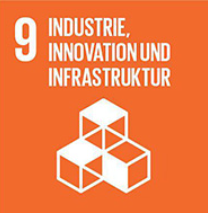 9 INDUSTRIE,
INNOVATION UND
INFRASTRUKTUR